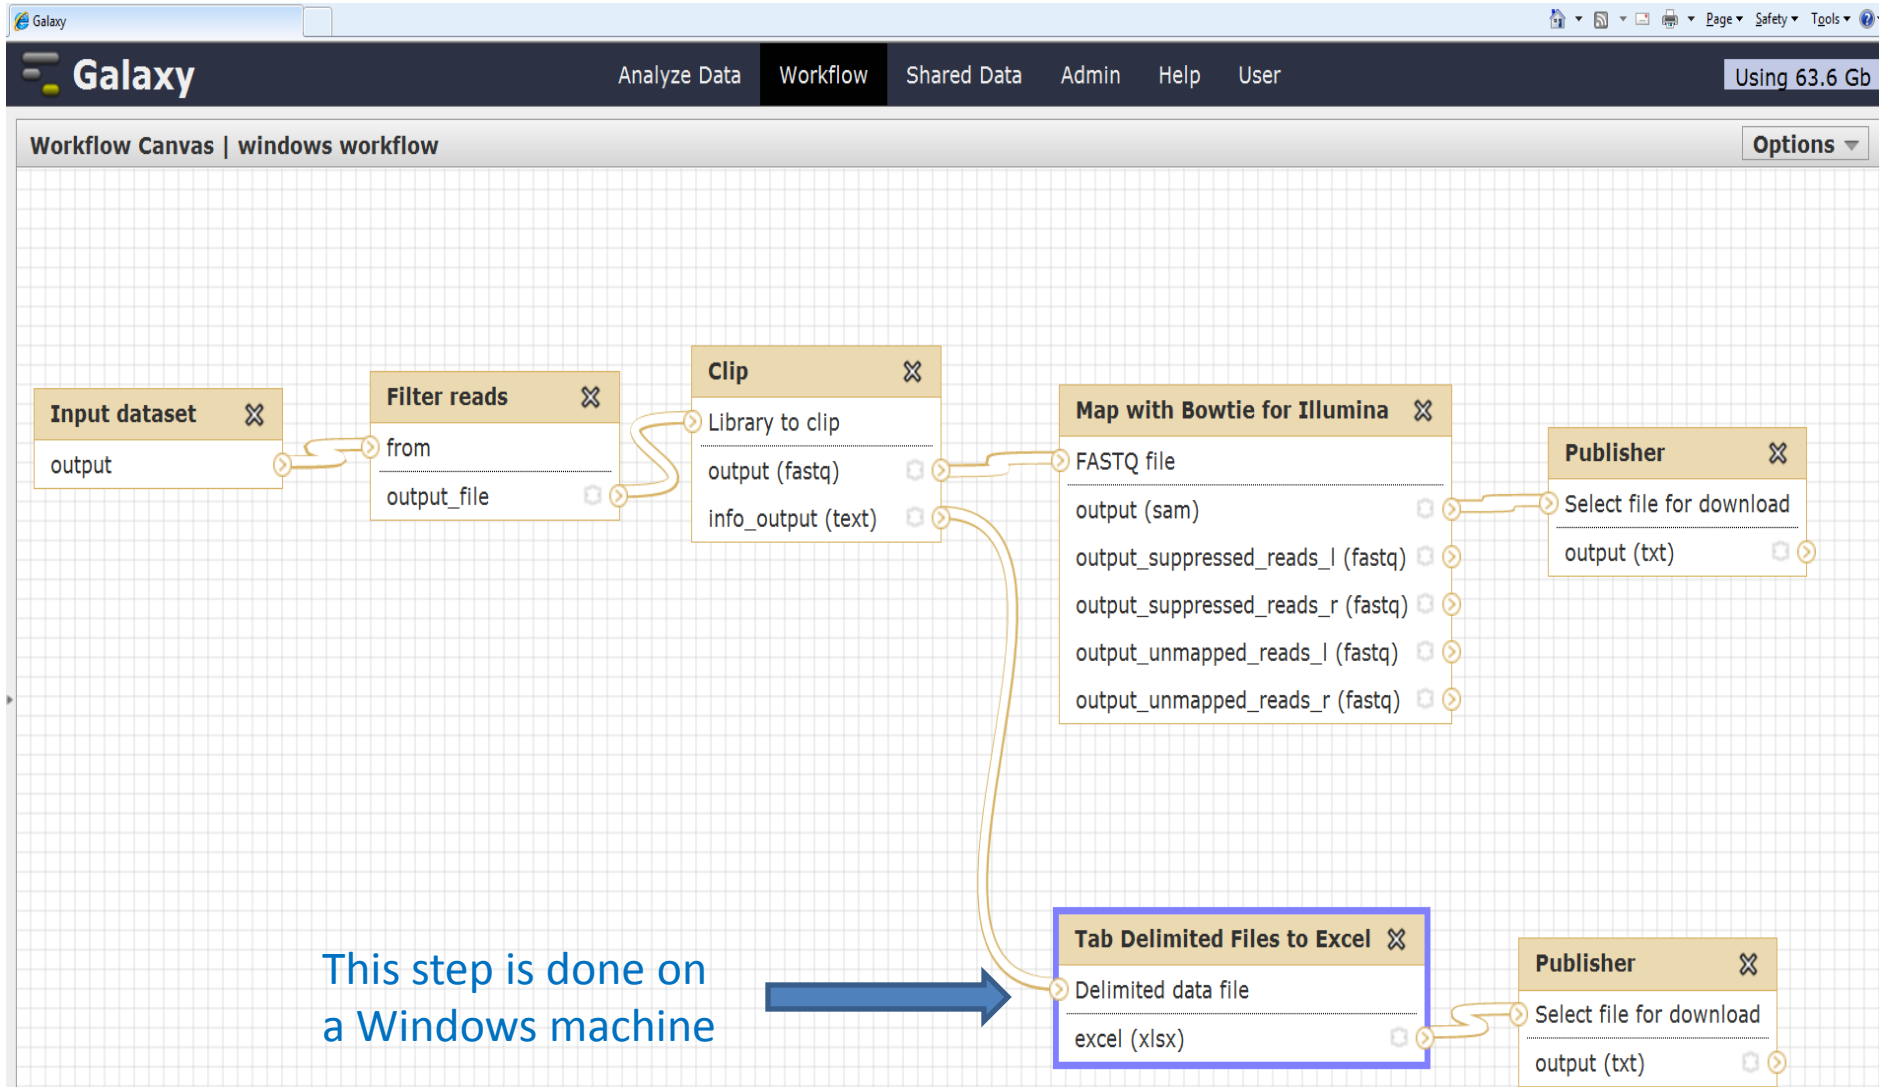 Galaxy
Page Safety Tools
Galaxy
Analyze Data Workflow Shared Data Admin Help User
Using 63.6 Gb
Workflow Canvas | windows workflow
Options
Input dataset
output
Filter reads
from
output_file
Clip
Library to clip
output (fastq)
info_output (text)
Map with Bowtie for Illumina
FASTQ file
output (sam)
output_suppressed_reads_l (fastq)
output_suppressed_reads_r (fastq)
output_unmapped_reads_l (fastq)
output_unmapped_reads_r (fastq)
Publisher
Select file for download
output (txt)
This step is done on
a Windows machine
Tab Delimited Files to Excel
Delimited data file
excel (xlsx)
Publisher
Select file for download
output (txt)